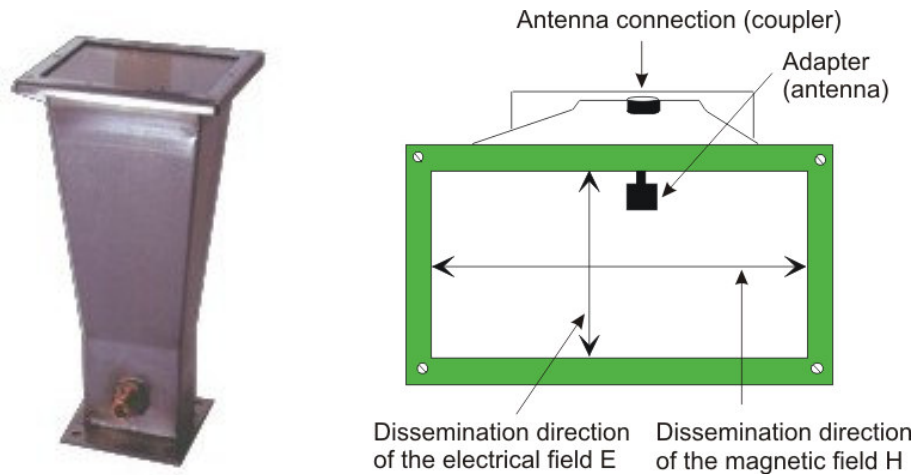 Antenna connection (coupler)
Adapter
(antenna)
Dissemination direction
of the electrical field E
Dissemination direction
of the magnetic field H